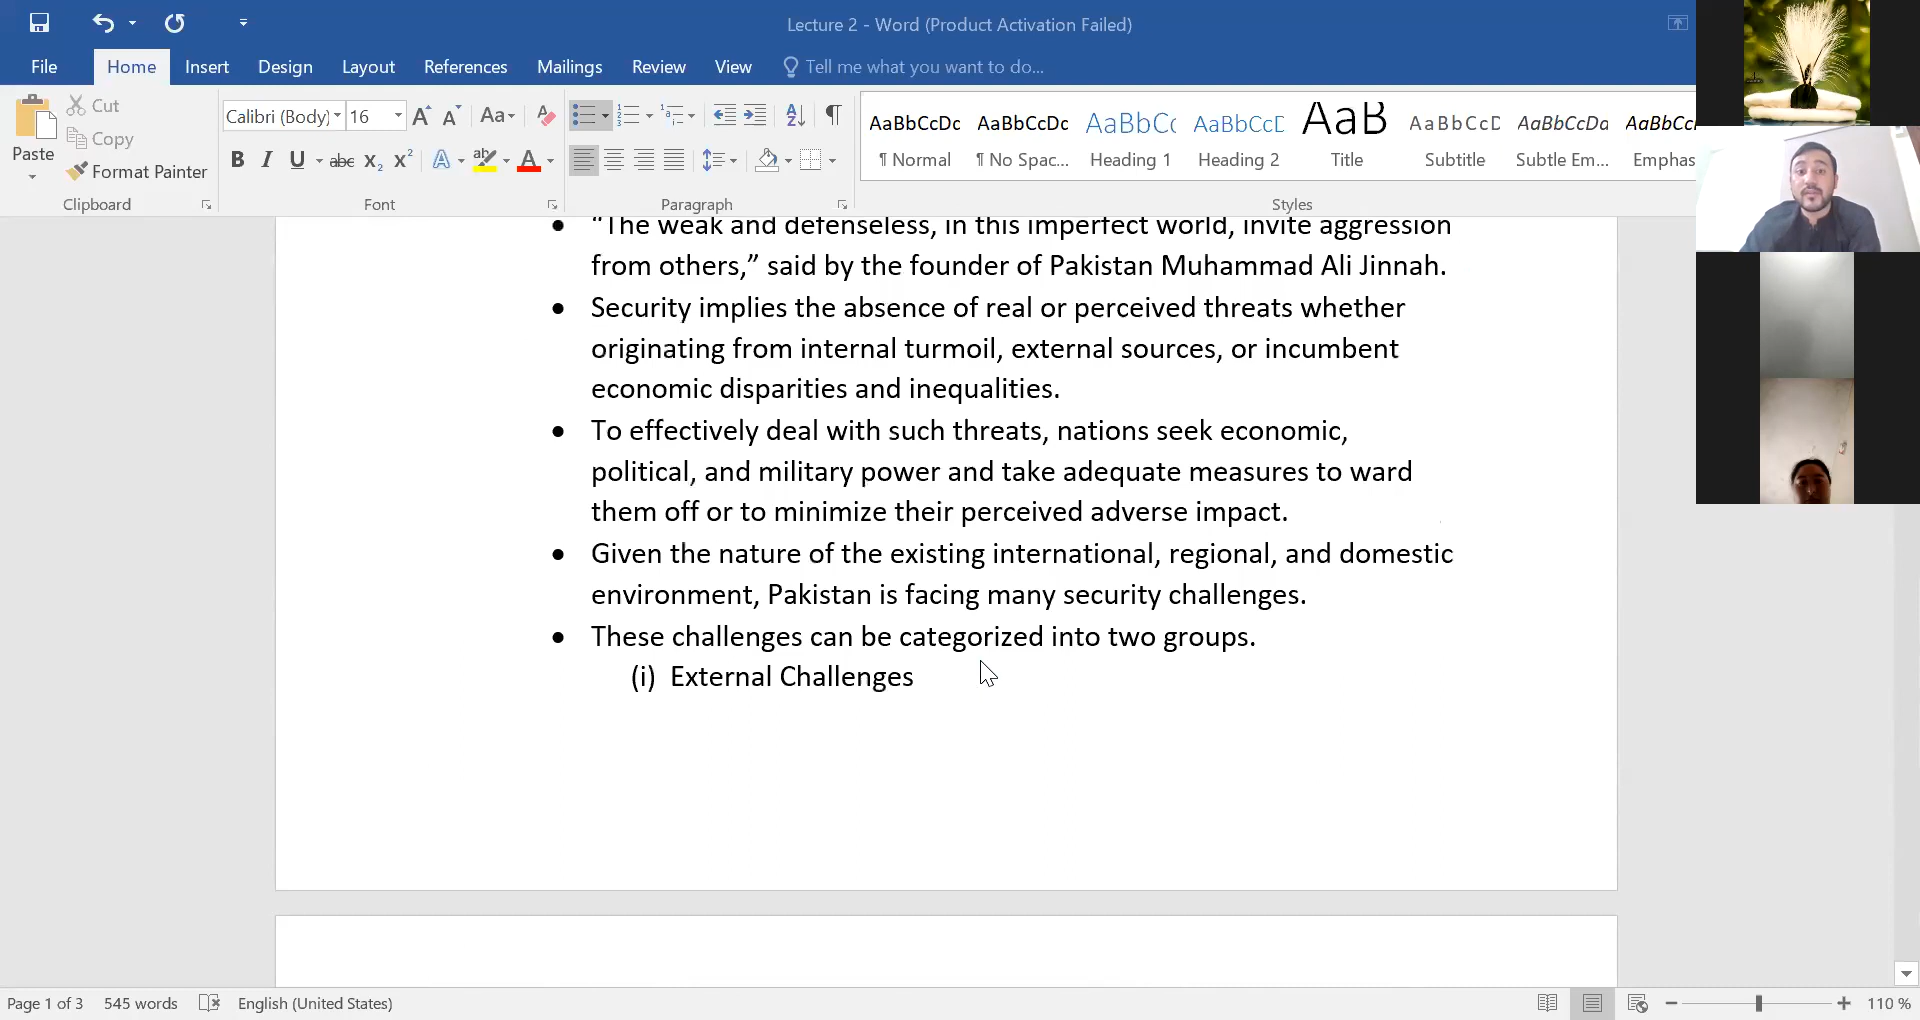 Lecture 2 - Word (Product Activation Failed)
File Home Insert Design Layout References Mailings Review View Tell me what you want to do...
Paste
Cut
Copy
Format Painter
Clipboard
Calibri (Body) 16
Font
Paragraph
AaBbCcDc AaBbCcDc AaBbCc AaBbCcD AaB AaBbCcD AaBbCcDa AaBbCc
¶ Normal ¶ No Spac... Heading 1 Heading 2 Title Subtitle Subtle Em... Emphas
Styles
• “The weak and defenseless, in this imperfect world, invite aggression
from others,” said by the founder of Pakistan Muhammad Ali Jinnah.
• Security implies the absence of real or perceived threats whether
originating from internal turmoil, external sources, or incumbent
economic disparities and inequalities.
• To effectively deal with such threats, nations seek economic,
political, and military power and take adequate measures to ward
them off or to minimize their perceived adverse impact.
• Given the nature of the existing international, regional, and domestic
environment, Pakistan is facing many security challenges.
• These challenges can be categorized into two groups.
(i) External Challenges
Page 1 of 3 545 words English (United States) 110 %